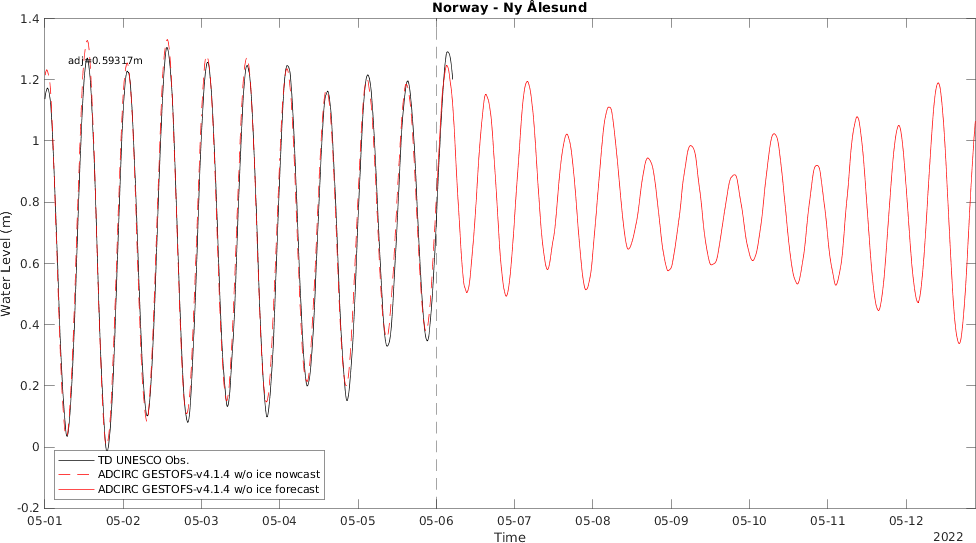 Norway - Ny Ålesund
1.4
1.2
1
0.8
0.6
0.4
0.2
0
-0.2
Water Level (m)
adj=0.59317m
TD UNESCO Obs.
ADCIRC GESTOFS-v4.1.4 w/o ice nowcast
ADCIRC GESTOFS-v4.1.4 w/o ice forecast
05-01 05-02 05-03 05-04 05-05 05-06 05-07 05-08 05-09 05-10 05-11 05-12
Time
2022